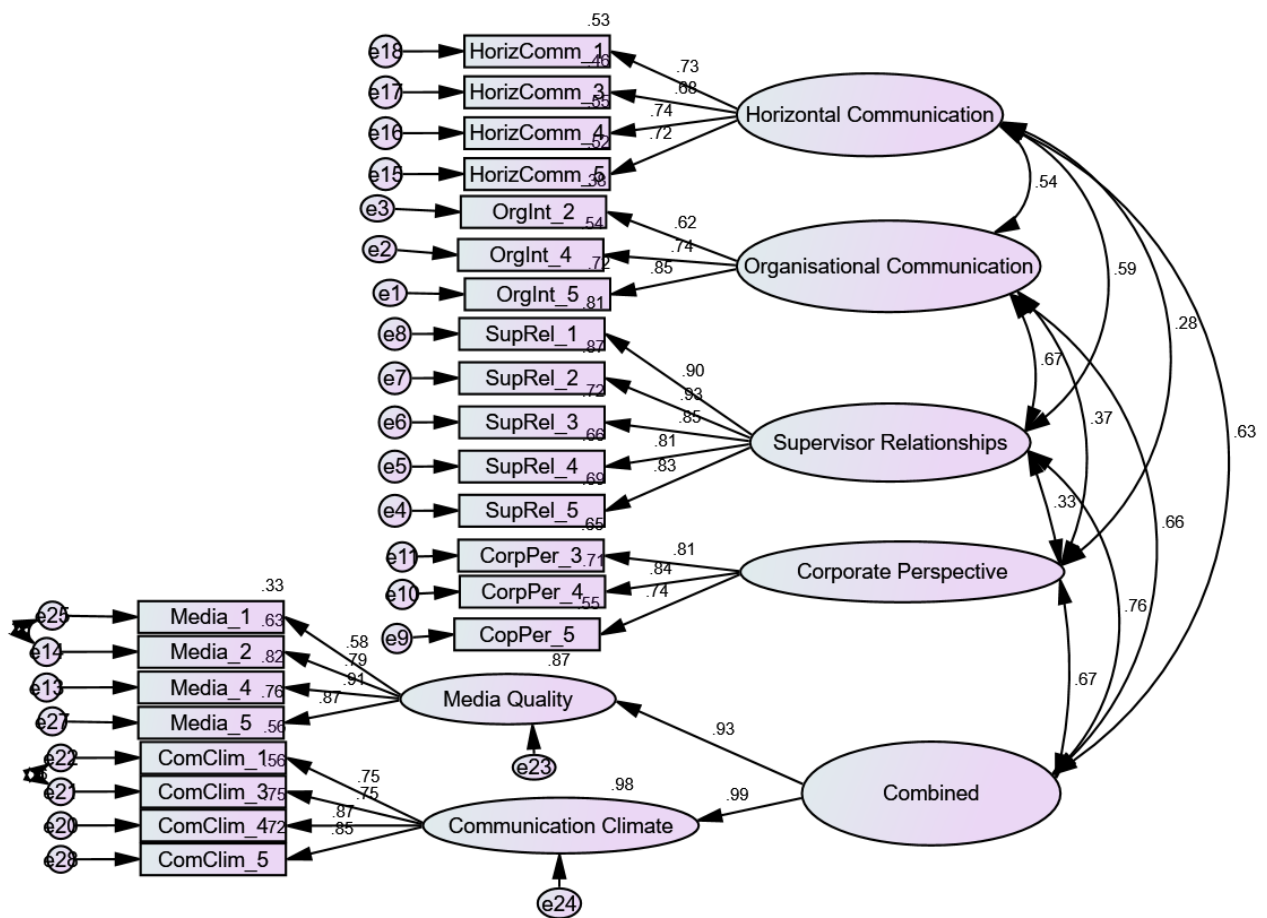 .53
e18 HorizComm_1 .46 .73
e17 HorizComm_3 .55 .68
e16 HorizComm_4 .52 .74
e15 HorizComm_5 .38 .72
Horizontal Communication
e3 OrgInt_2 .54 .62
e2 OrgInt_4 .72 .74
e1 OrgInt_5 .81 .85
Organisational Communication
.54
.59
.28
.63
e8 SupRel_1 .87 .90
e7 SupRel_2 .72 .93
e6 SupRel_3 .66 .85
e5 SupRel_4 .69 .81
e4 SupRel_5 .65 .83
Supervisor Relationships
.67
.37
.66
.33
.76
e11 CorpPer_3 .71 .81
e10 CorpPer_4 .55 .84
e9 CopPer_5 .74
Corporate Perspective
.67
.33
e25 Media_1 .63 .58
e14 Media_2 .82 .79
e13 Media_4 .76 .91
e27 Media_5 .56 .87
.87
Media Quality
e23
.93
e22 ComClim_1 .56 .75
e21 ComClim_3 .75 .75
e20 ComClim_4 .72 .87
e28 ComClim_5 .85
.98
Communication Climate
e24
.99
Combined